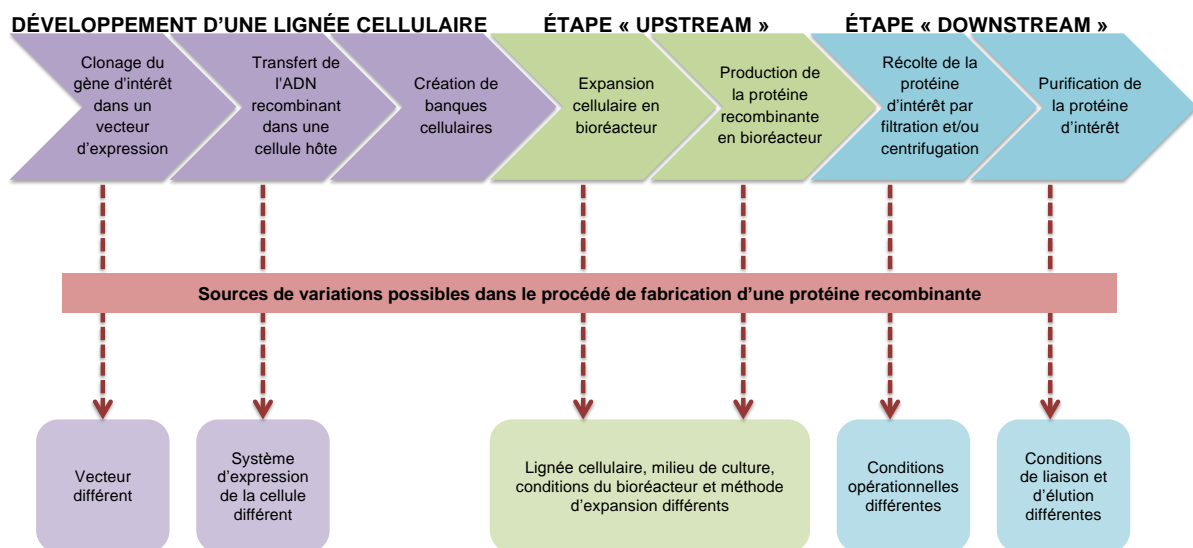 DÉVELOPPEMENT D’UNE LIGNÉE CELLULAIRE
ÉTAPE « UPSTREAM »
ÉTAPE « DOWNSTREAM »
Clonage du
gène d’intérêt
dans un
vecteur
d’expression
Transfert de
l’ADN
recombinant
dans une
cellule hôte
Création de
banques
cellulaires
Expansion
cellulaire en
bioréacteur
Production de
la protéine
recombinante
en bioréacteur
Récolte de la
protéine
d’intérêt par
filtration et/ou
centrifugation
Purification de
la protéine
d’intérêt
Sources de variations possibles dans le procédé de fabrication d’une protéine recombinante
Vecteur
différent
Système
d’expression
de la cellule
différent
Lignée cellulaire, milieu de culture,
conditions du bioréacteur et méthode
d’expansion différents
Conditions
opérationnelles
différentes
Conditions
de liaison et
d’élution
différentes